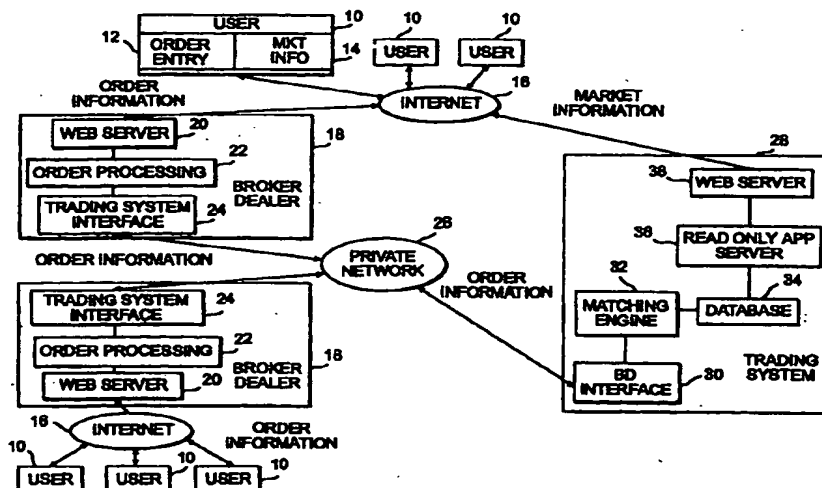 USER
10
12
ORDER ENTRY
MKT INFO
14
10
USER
10
USER
ORDER INFORMATION
INTERNET
16
MARKET INFORMATION
WEB SERVER
20
18
ORDER PROCESSING
22
BROKER DEALER
TRADING SYSTEM INTERFACE
24
28
38
WEB SERVER
36
READ ONLY APP SERVER
ORDER INFORMATION
PRIVATE NETWORK
26
ORDER INFORMATION
32
MATCHING ENGINE
34
DATABASE
TRADING SYSTEM
BD INTERFACE
30
TRADING SYSTEM INTERFACE
24
ORDER PROCESSING
22
BROKER DEALER
18
WEB SERVER
20
16
INTERNET
ORDER INFORMATION
10
USER
10
USER
10
USER